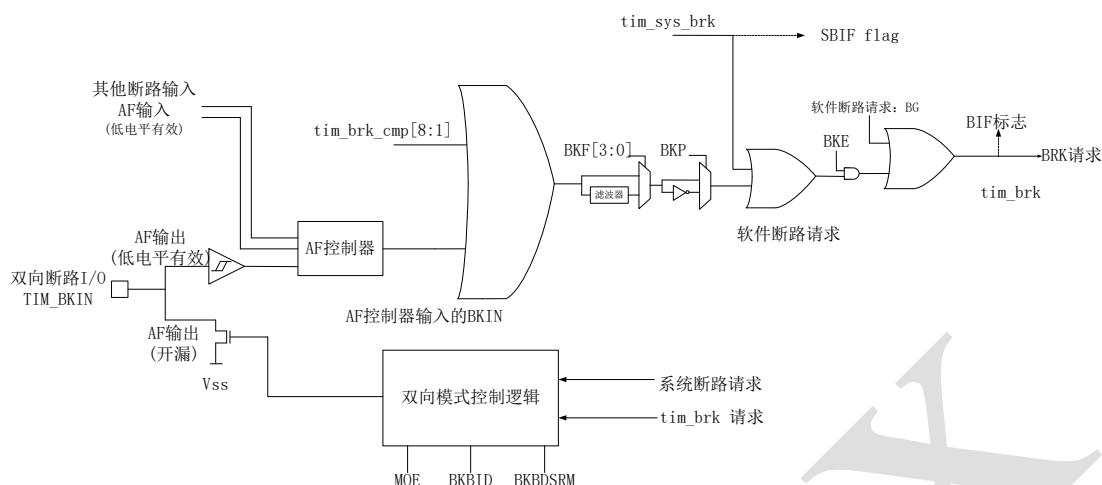 tim_sys_brk
SBIF flag
其他断路输入
AF输入
(低电平有效)
tim_brk_cmp[8:1]
软件断路请求: BG
BIF标志
BKF[3:0]
BKP
BKE
BRK请求
tim_brk
滤波器
软件断路请求
AF控制器
AF输出
(低电平有效)
双向断路I/O
TIM_BKIN
AF控制器输入的BKIN
AF输出
(开漏)
Vss
双向模式控制逻辑
系统断路请求
tim_brk 请求
MOE
BKBID
BKBDSRM